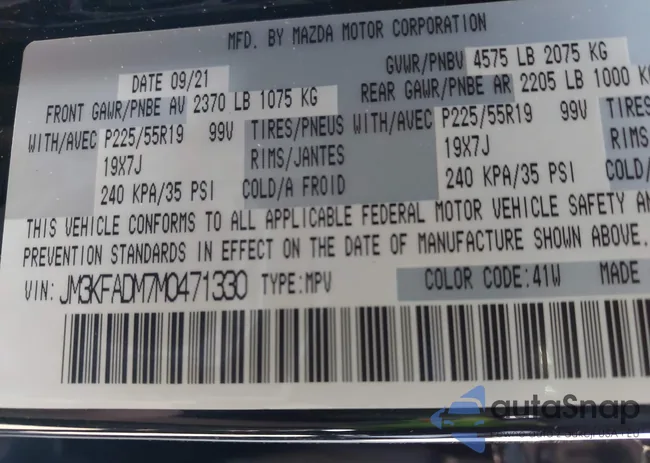 MFD. BY MAZDA MOTOR CORPORATION
DATE 09/21 GVWR/PNBV 4575 LB 2075 KG
FRONT GAWR/PNBE AV 2370 LB 1075 KG REAR GAWR/PNBE AR 2205 LB 1000 K
WITH/AVEC P225/55R19 99V TIRES/PNEUS WITH/AVEC P225/55R19 99V
19X7J RIMS/JANTES 19X7J
240 KPA/35 PSI COLD/A FROID 240 KPA/35 PSI
THIS VEHICLE CONFORMS TO ALL APPLICABLE FEDERAL MOTOR VEHICLE SAFETY AN
PREVENTION STANDARDS IN EFFECT ON THE DATE OF MANUFACTURE SHOWN ABOVE.
VIN: JM3KFADM7M0471330 TYPE:MPV COLOR CODE:41W MADE
autoSnap